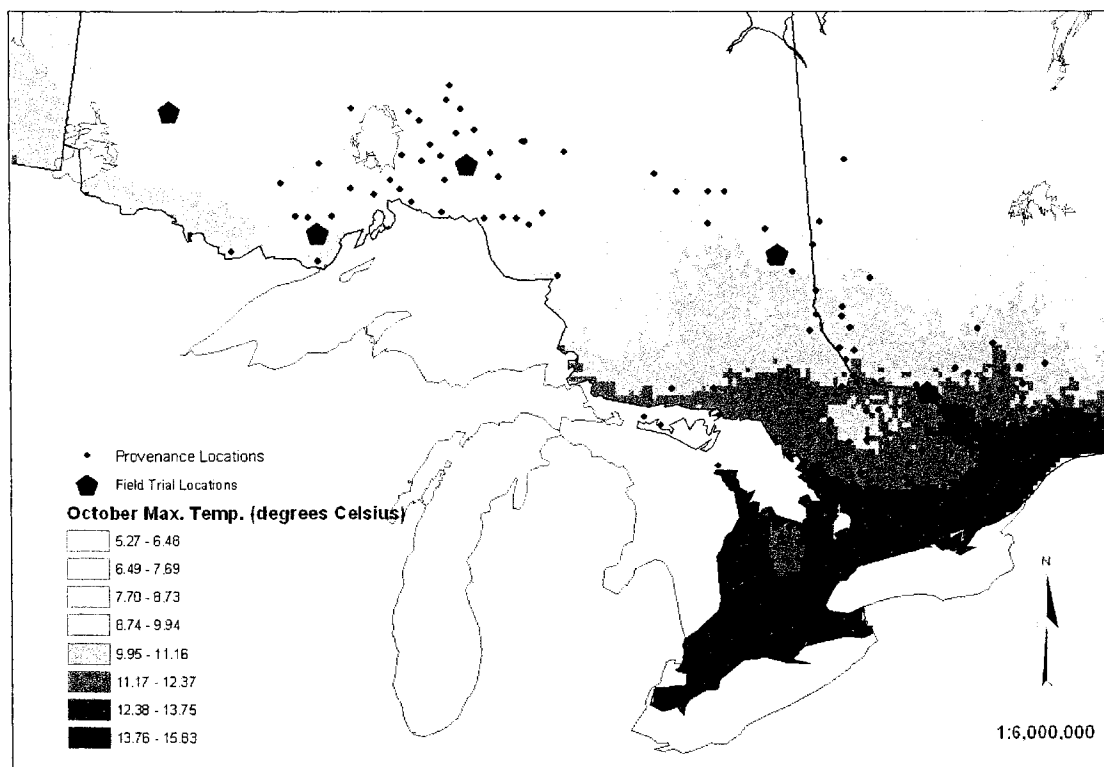 Provenance Locations
Field Trial Locations
October Max. Temp. (degrees Celsius)
5.27 - 6.48
6.49 - 7.69
7.70 - 8.73
8.74 - 9.94
9.95 - 11.16
11.17 - 12.37
12.38 - 13.75
13.76 - 15.63
N
1:6,000,000